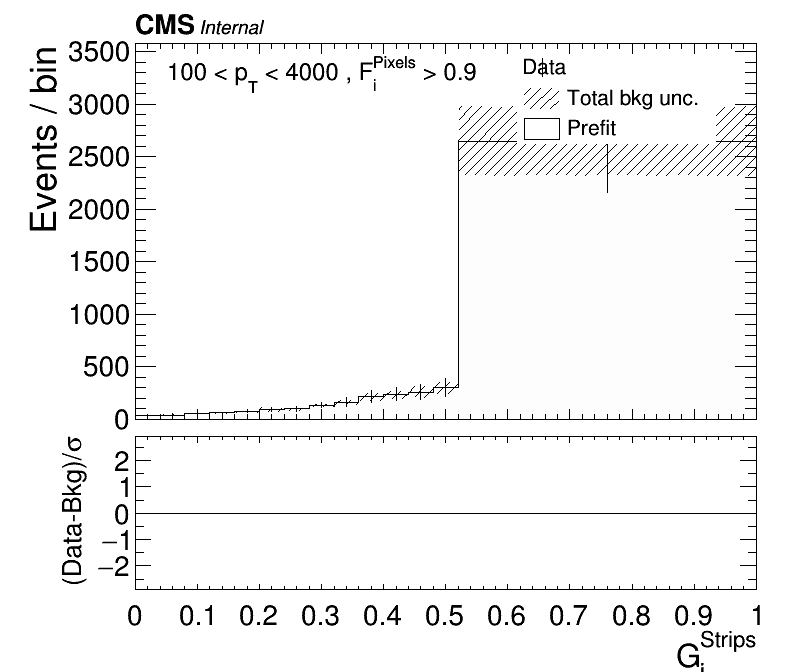 CMS Internal
100 < p_T < 4000 , F_i^Pixels > 0.9
Data
Total bkg unc.
Prefit
Events / bin
3500
3000
2500
2000
1500
1000
500
0
(Data-Bkg)/σ
2
1
0
−1
−2
0 0.1 0.2 0.3 0.4 0.5 0.6 0.7 0.8 0.9 1
G_i^Strips